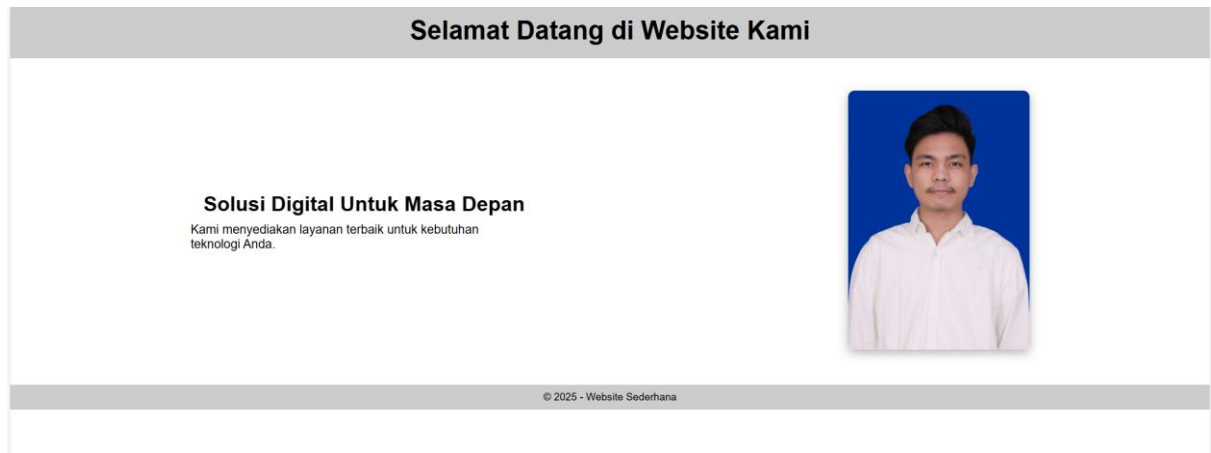 Selamat Datang di Website Kami
Solusi Digital Untuk Masa Depan
Kami menyediakan layanan terbaik untuk kebutuhan
teknologi Anda.
© 2025 - Website Sederhana